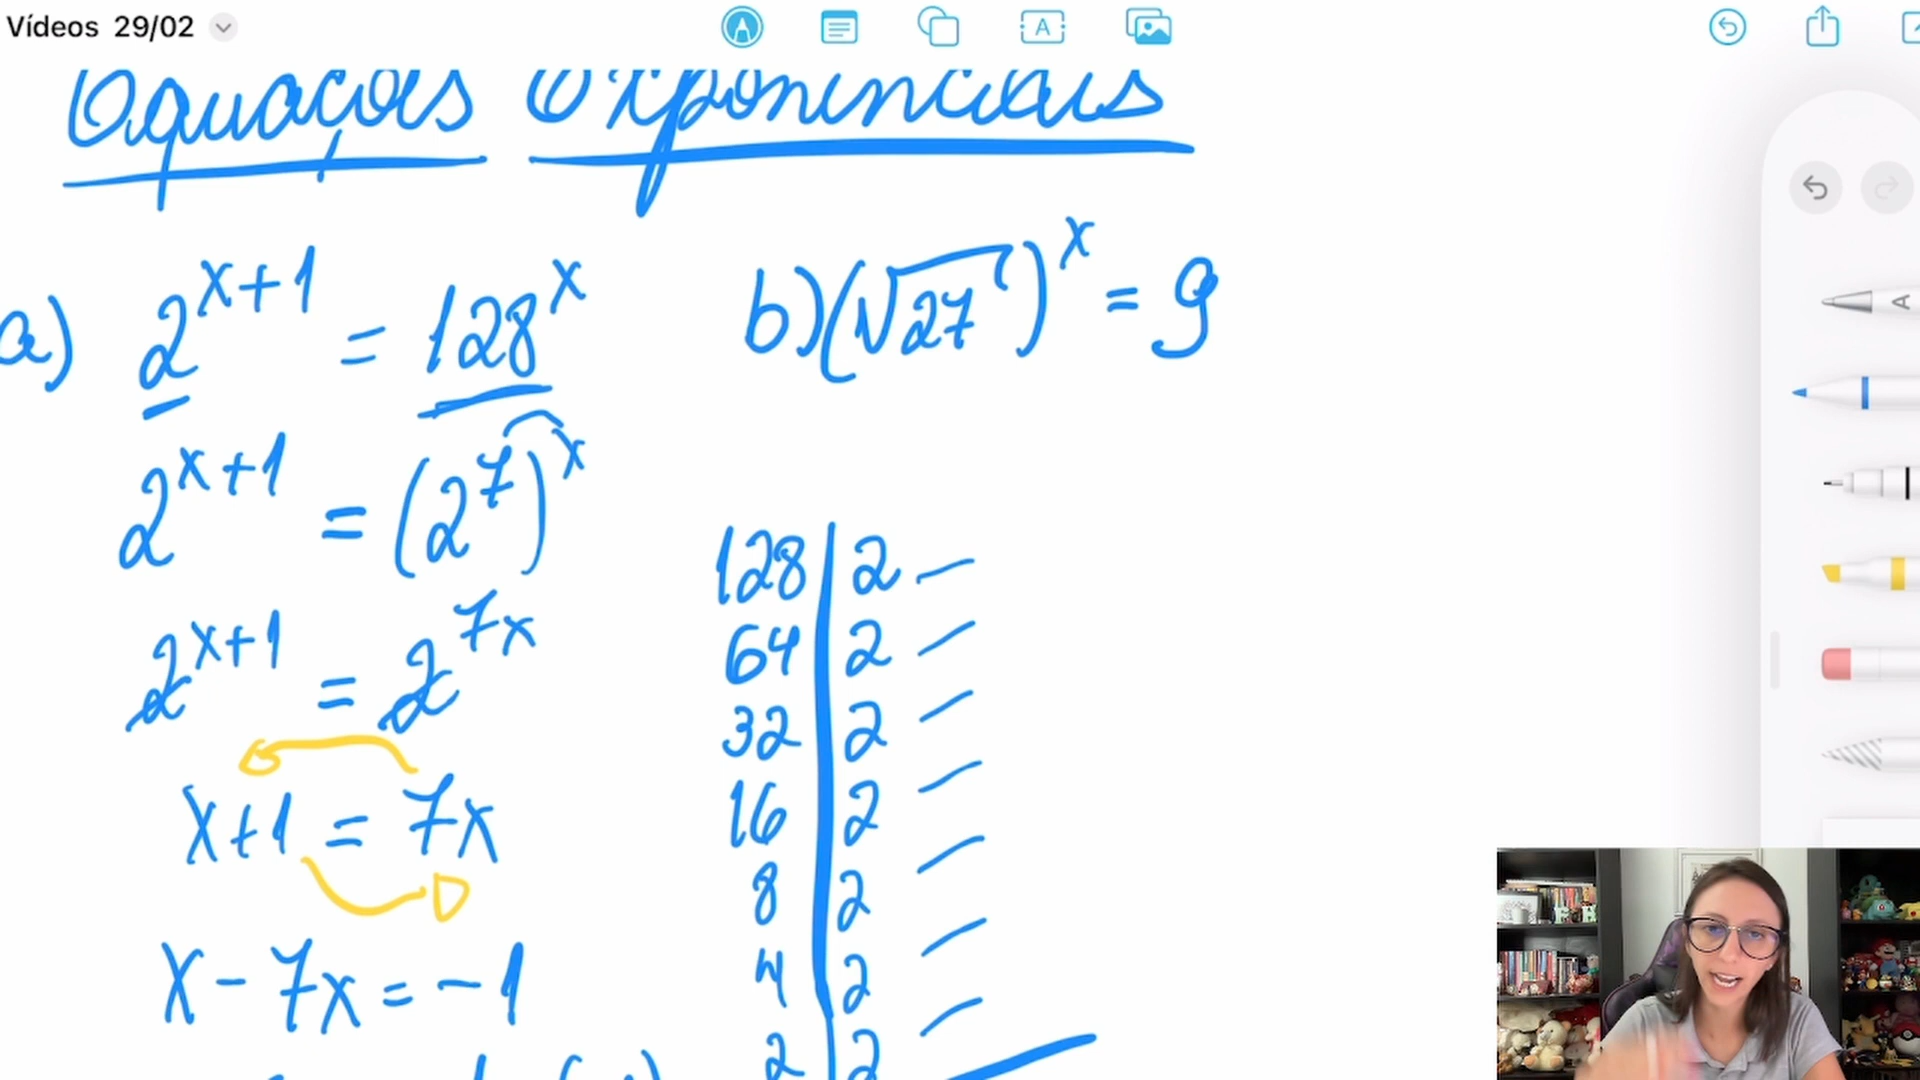 Vídeos 29/02
Equações Exponenciais
a) 2^{x+1} = 128^x
2^{x+1} = (2^7)^x
2^{x+1} = 2^{7x}
x+1 = 7x
x - 7x = -1
b) (√27)^x = 9
128 | 2
64 | 2
32 | 2
16 | 2
8 | 2
4 | 2
2 | 2